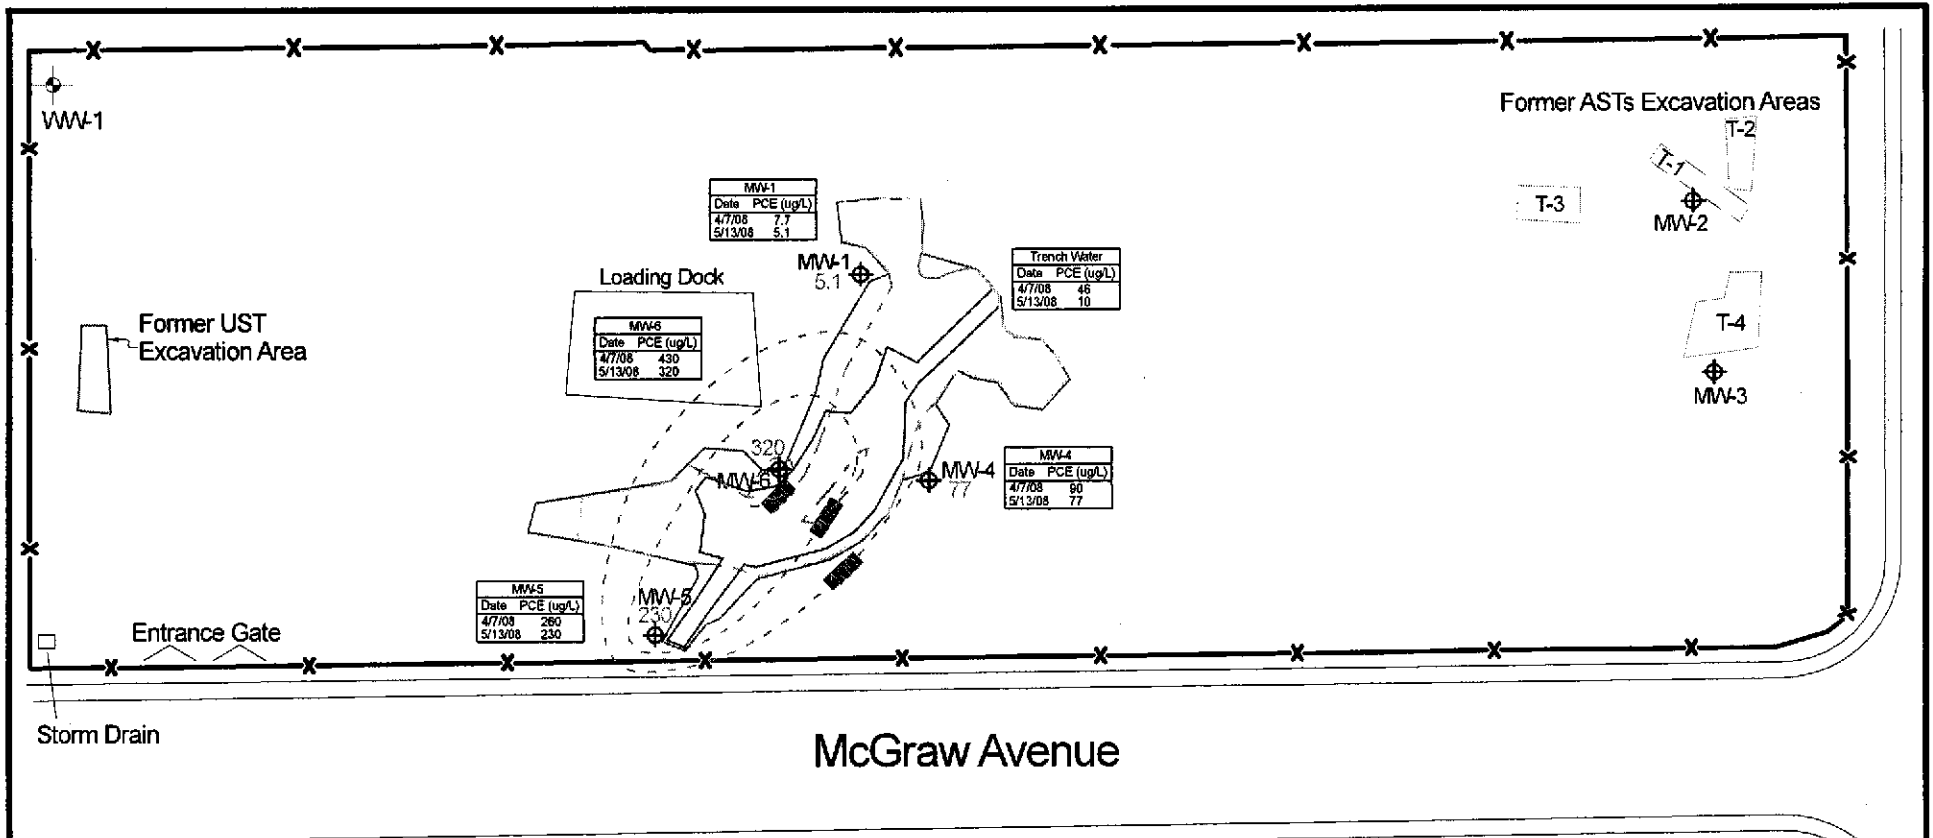 WW-1
Former ASTs Excavation Areas
T-2
T-1
T-3
MW-2
MW-1
Date PCE (ug/L)
4/7/08 7.7
5/13/08 5.1
MW-1
5.1
Trench Water
Date PCE (ug/L)
4/7/08 46
5/13/08 10
Loading Dock
MW-6
Date PCE (ug/L)
4/7/08 430
5/13/08 320
Former UST
Excavation Area
T-4
MW-3
320
MW-6
MW-4
77
MW-4
Date PCE (ug/L)
4/7/08 90
5/13/08 77
MW-5
Date PCE (ug/L)
4/7/08 260
5/13/08 230
MW-5
230
Entrance Gate
Storm Drain
McGraw Avenue